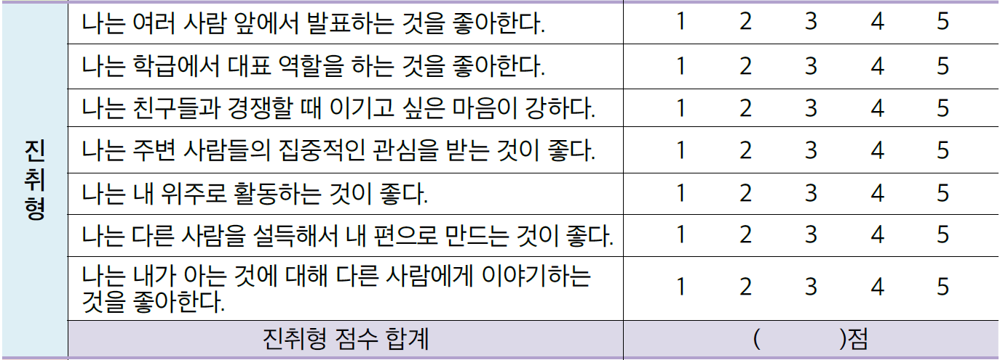 진취형
나는 여러 사람 앞에서 발표하는 것을 좋아한다. 1 2 3 4 5
나는 학급에서 대표 역할을 하는 것을 좋아한다. 1 2 3 4 5
나는 친구들과 경쟁할 때 이기고 싶은 마음이 강하다. 1 2 3 4 5
나는 주변 사람들의 집중적인 관심을 받는 것이 좋다. 1 2 3 4 5
나는 내 위주로 활동하는 것이 좋다. 1 2 3 4 5
나는 다른 사람을 설득해서 내 편으로 만드는 것이 좋다. 1 2 3 4 5
나는 내가 아는 것에 대해 다른 사람에게 이야기하는
것을 좋아한다. 1 2 3 4 5
진취형 점수 합계 ( )점